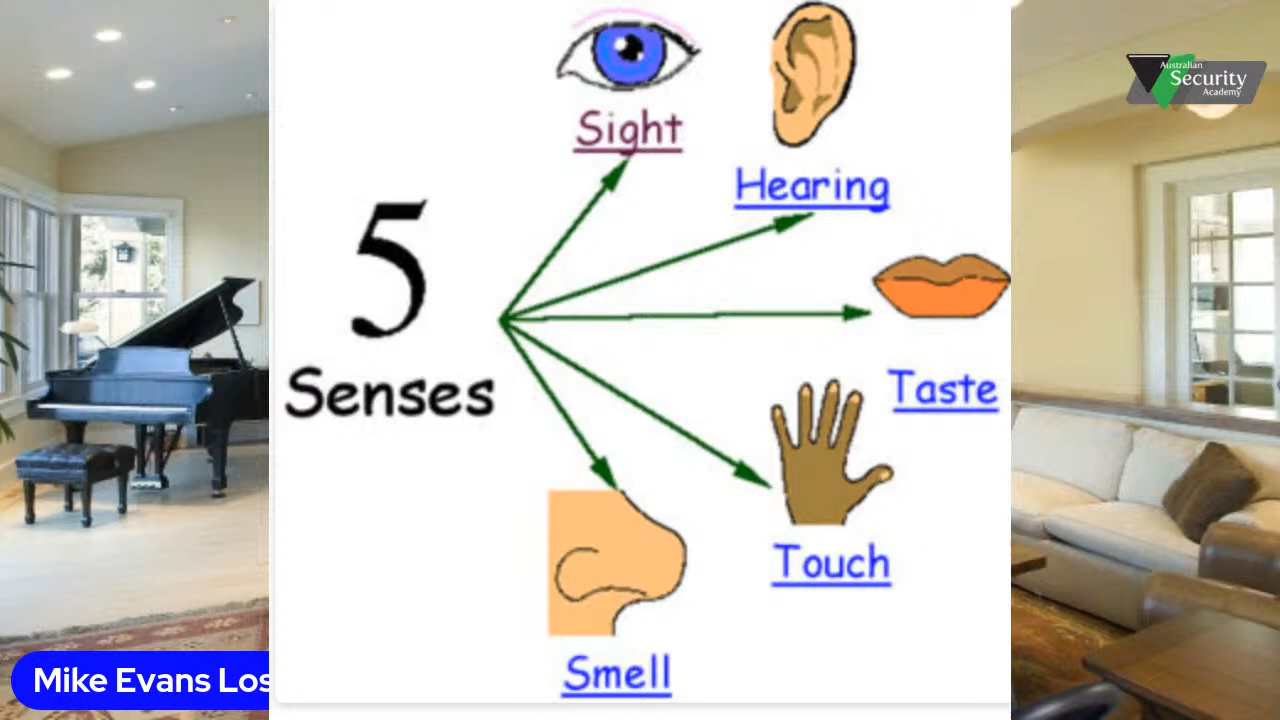 Australian
Security
Academy
Sight
Hearing
5
Senses
Taste
Touch
Smell
Mike Evans Los